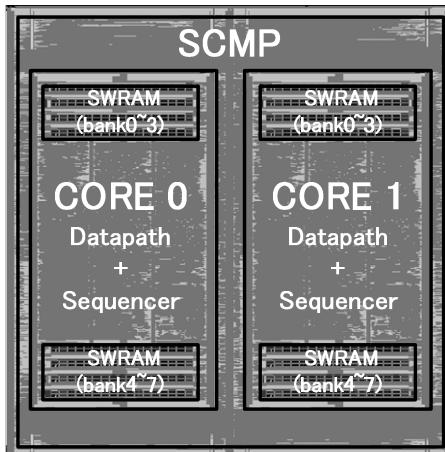 SCMP
SWRAM
(bank0~3)
CORE 0
Datapath
+
Sequencer
SWRAM
(bank4~7)
SWRAM
(bank0~3)
CORE 1
Datapath
+
Sequencer
SWRAM
(bank4~7)